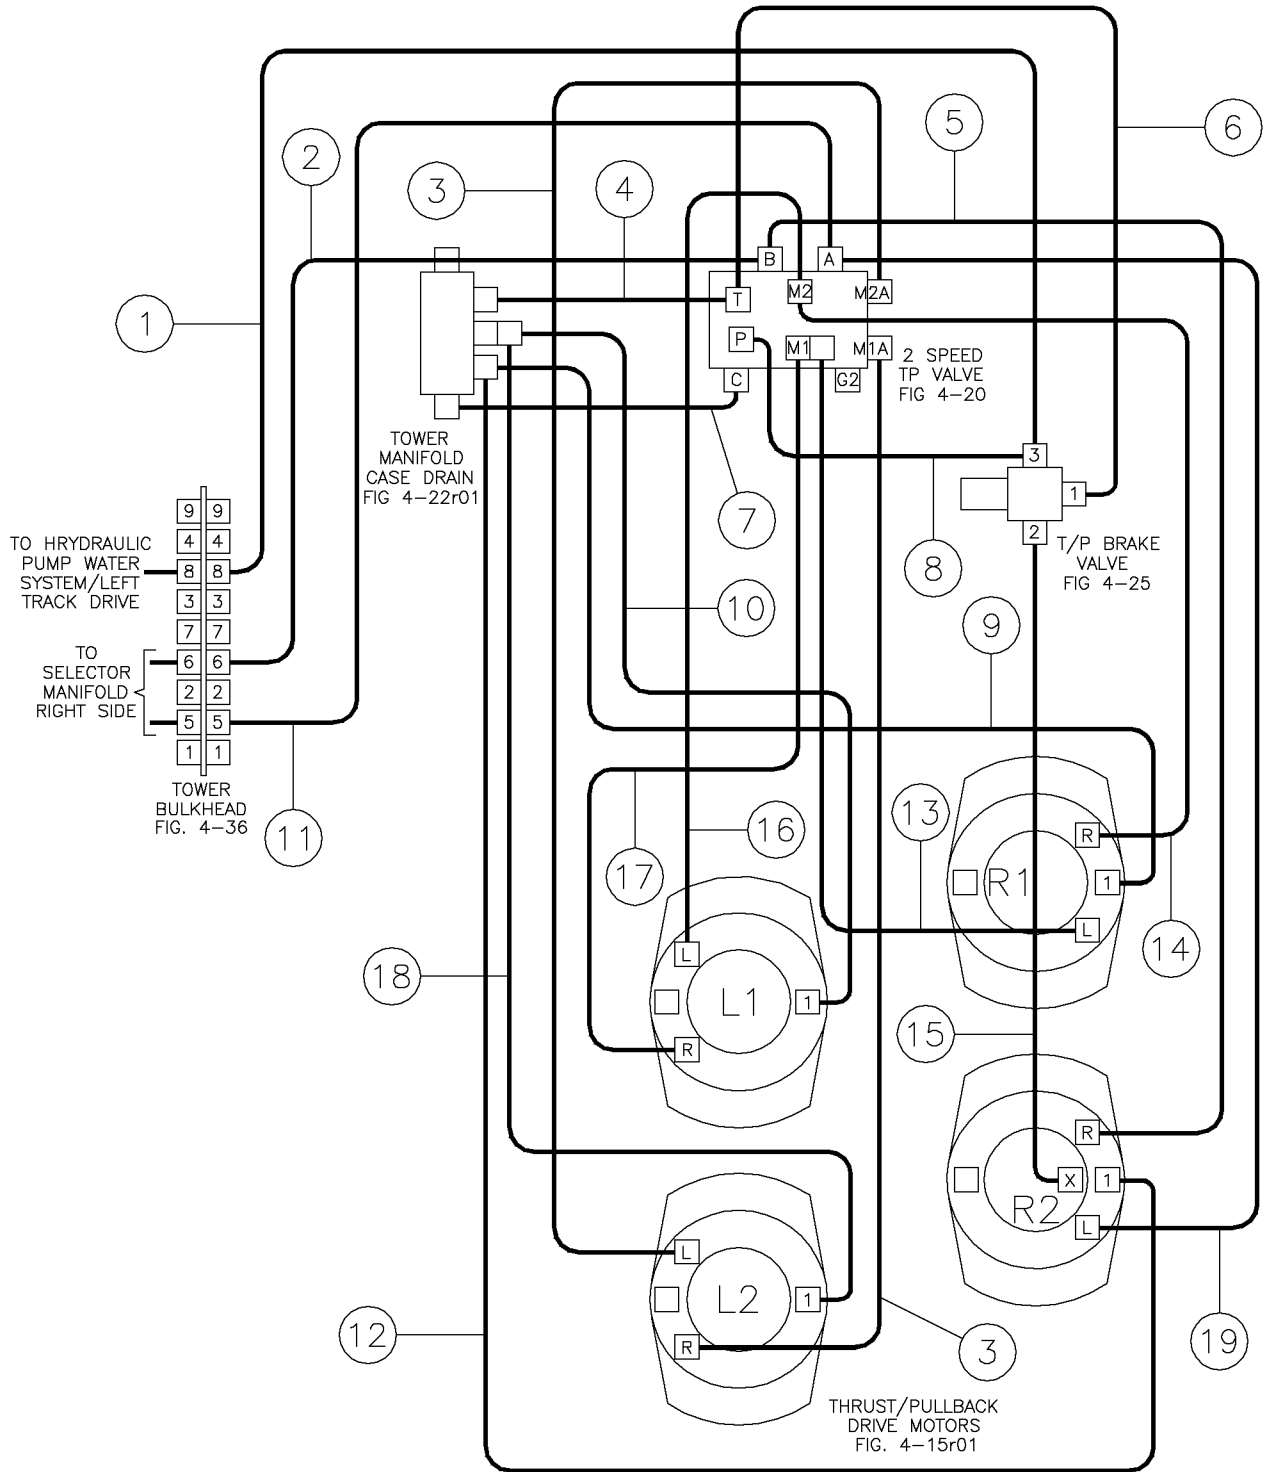 5
6
2
3
4
B
A
1
T
M2
M2A
P
M1
M1A
2 SPEED
TP VALVE
FIG 4-20
C
G2
TOWER
MANIFOLD
CASE DRAIN
FIG 4-22r01
3
1
2
T/P BRAKE
VALVE
FIG 4-25
7
8
9 9
4 4
8 8
3 3
7 7
6 6
2 2
5 5
1 1
TO HRYDRAULIC
PUMP WATER
SYSTEM/LEFT
TRACK DRIVE
TO
SELECTOR
MANIFOLD
RIGHT SIDE
TOWER
BULKHEAD
FIG. 4-36
10
9
11
16
13
17
R
R1
1
L
14
18
L
L1
1
R
15
R
X
1
R2
L
L
L2
1
R
12
3
19
THRUST/PULLBACK
DRIVE MOTORS
FIG. 4-15r01